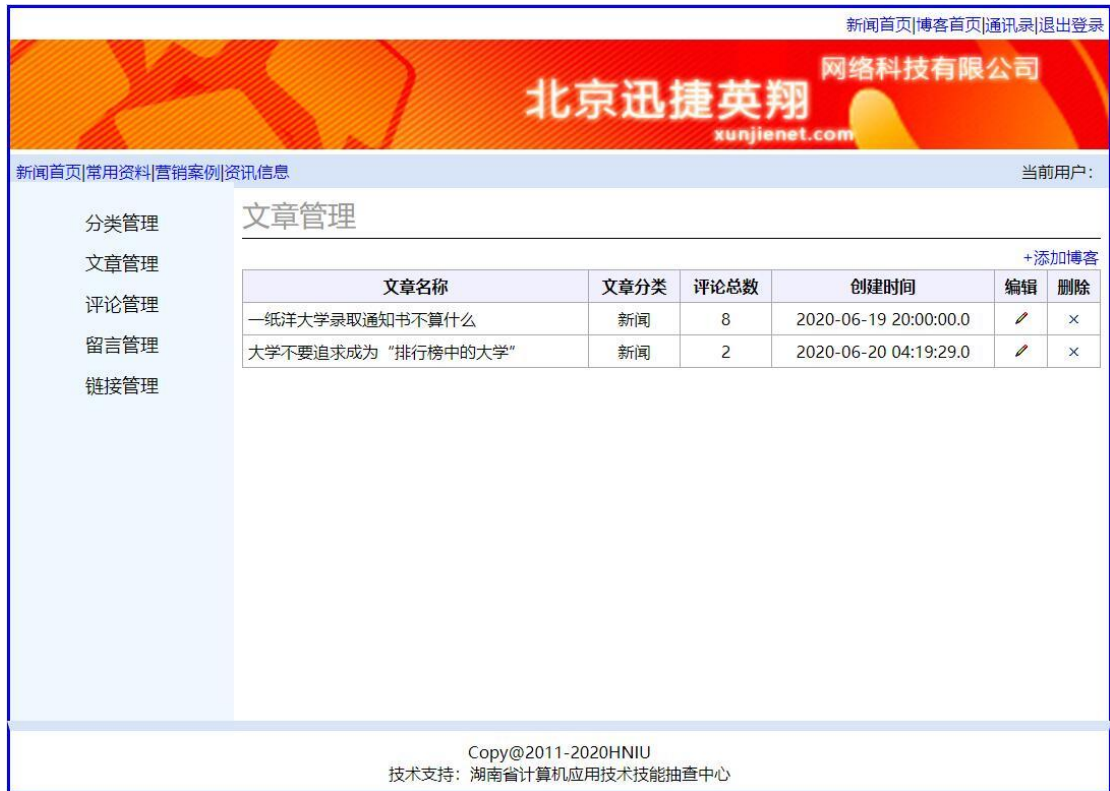 新闻首页|博客首页|通讯录|退出登录
网络科技有限公司
北京迅捷英翔
xunjienet.com
新闻首页|常用资料|营销案例|资讯信息 当前用户：
分类管理
文章管理
评论管理
留言管理
链接管理
文章管理
+添加博客
文章名称 文章分类 评论总数 创建时间 编辑 删除
一纸洋大学录取通知书不算什么 新闻 8 2020-06-19 20:00:00.0
大学不要追求成为“排行榜中的大学” 新闻 2 2020-06-20 04:19:29.0
Copy@2011-2020HNIU
技术支持：湖南省计算机应用技术技能抽查中心